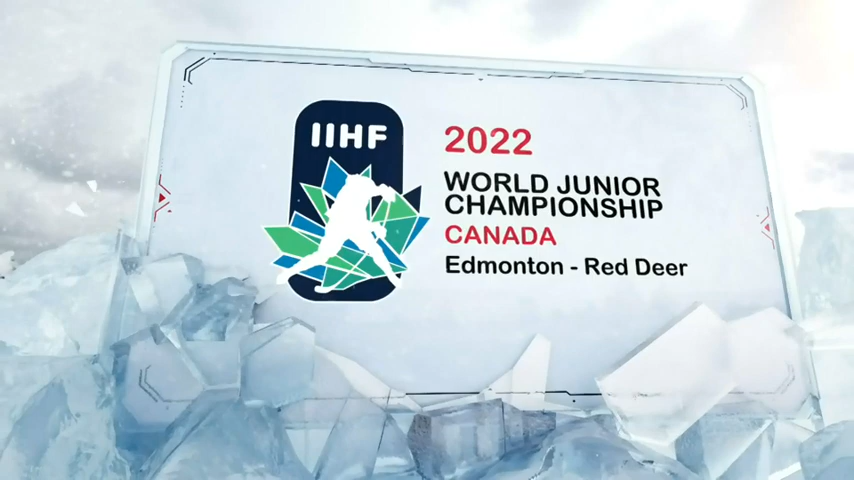 IIHF
2022
WORLD JUNIOR
CHAMPIONSHIP
CANADA
Edmonton - Red Deer